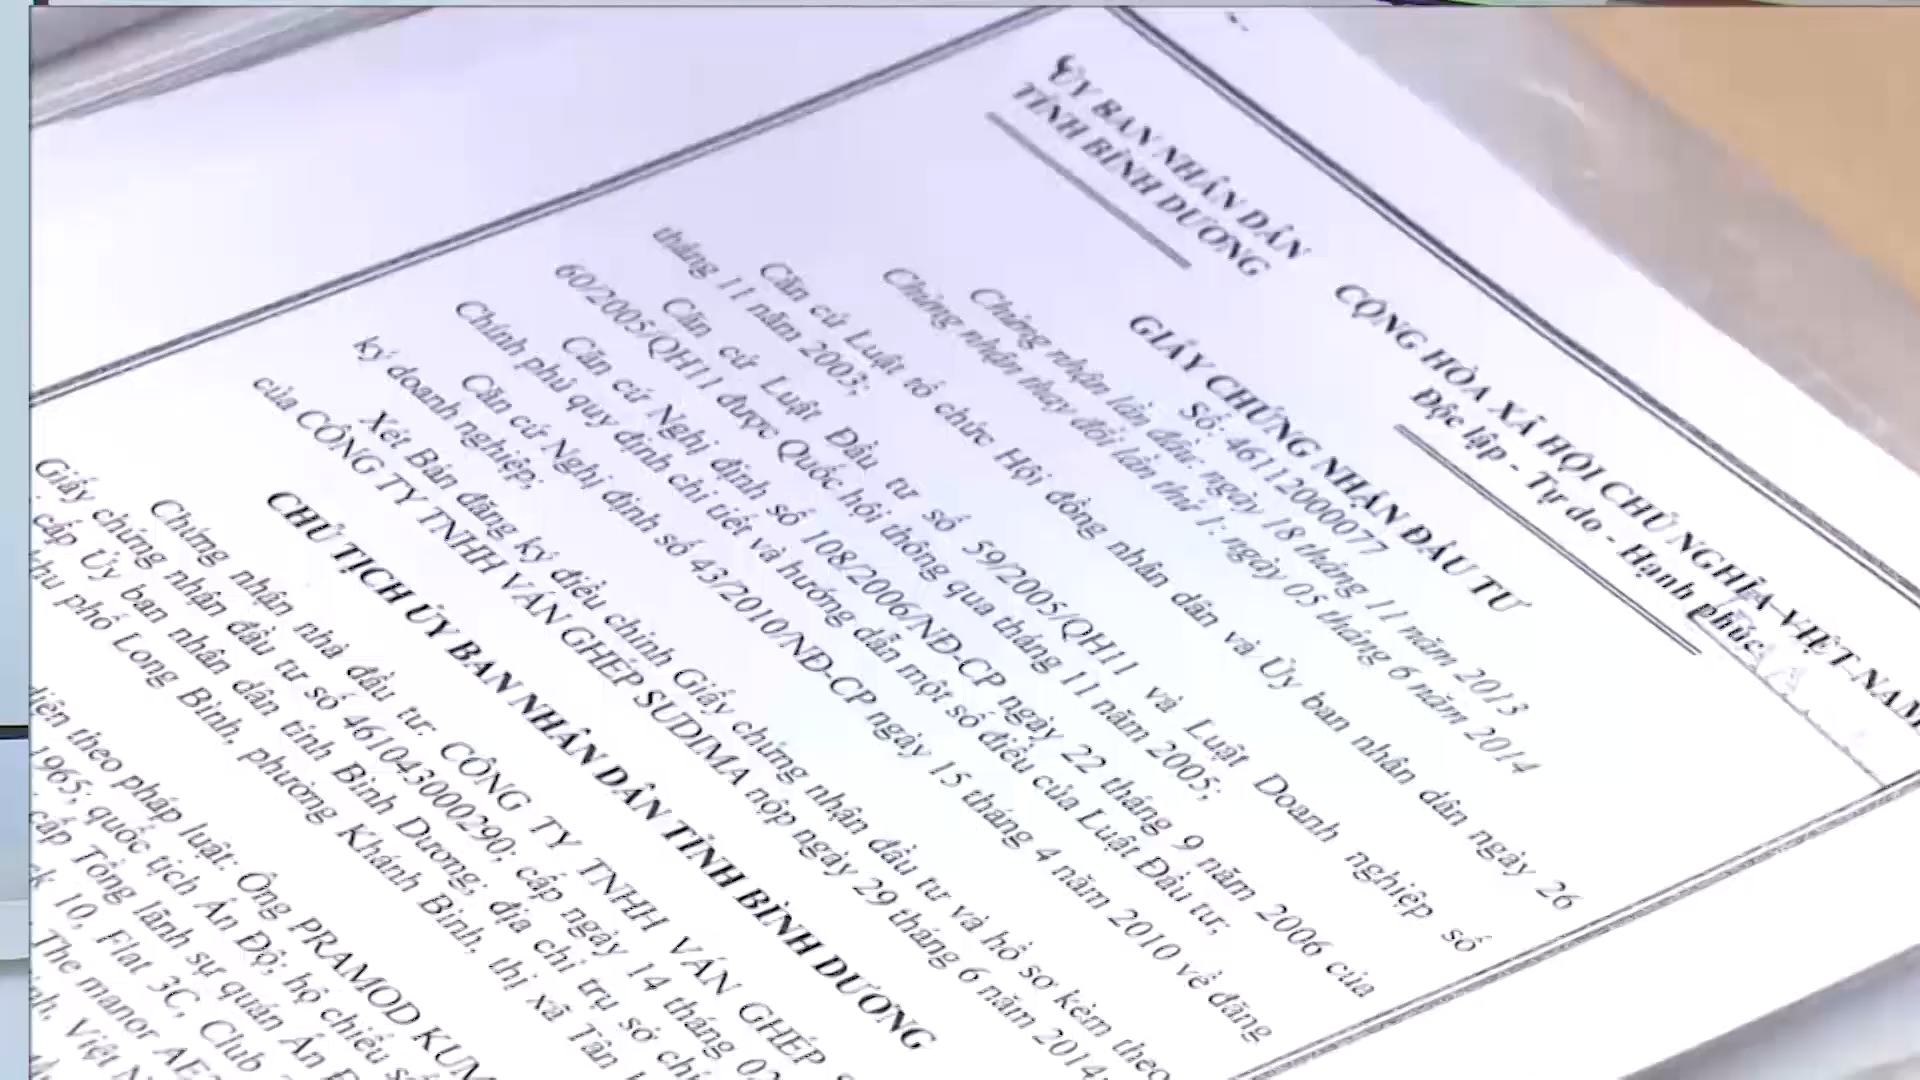 ỦY BAN NHÂN DÂN
TỈNH BÌNH DƯƠNG
CỘNG HÒA XÃ HỘI CHỦ NGHĨA VIỆT NAM
Độc lập - Tự do - Hạnh phúc
GIẤY CHỨNG NHẬN ĐẦU TƯ
Số: 461120000077
Chứng nhận lần đầu: ngày 18 tháng 11 năm 2013
Chứng nhận thay đổi lần thứ 1: ngày 05 tháng 6 năm 2014
Căn cứ Luật tổ chức Hội đồng nhân dân và Ủy ban nhân dân ngày 26
tháng 11 năm 2003;
Căn cứ Luật Đầu tư số 59/2005/QH11 và Luật Doanh nghiệp số
60/2005/QH11 được Quốc hội thông qua tháng 11 năm 2005;
Căn cứ Nghị định số 108/2006/NĐ-CP ngày 22 tháng 9 năm 2006 của
Chính phủ quy định chi tiết và hướng dẫn một số điều của Luật Đầu tư;
Căn cứ Nghị định số 43/2010/NĐ-CP ngày 15 tháng 4 năm 2010 về đăng
ký doanh nghiệp;
Xét Bản đăng ký điều chỉnh Giấy chứng nhận đầu tư và hồ sơ kèm theo
của CÔNG TY TNHH VÁN GHÉP SUDIMA nộp ngày 29 tháng 6 năm 2014;
CHỦ TỊCH ỦY BAN NHÂN DÂN TỈNH BÌNH DƯƠNG
Chứng nhận nhà đầu tư: CÔNG TY TNHH VÁN GHÉP
Giấy chứng nhận đầu tư số 461043000290; cấp ngày 14 tháng 02
cấp Ủy ban nhân dân tỉnh Bình Dương; địa chỉ trụ sở
phố Long Bình, phường Khánh Bình, thị xã Tân
theo pháp luật: Ông PRAMOD KUM
1965; quốc tịch Ấn Độ; hộ chiếu
cấp Tổng lãnh sự quán Ấn
10, Flat 3C, Club
The manor
Việt